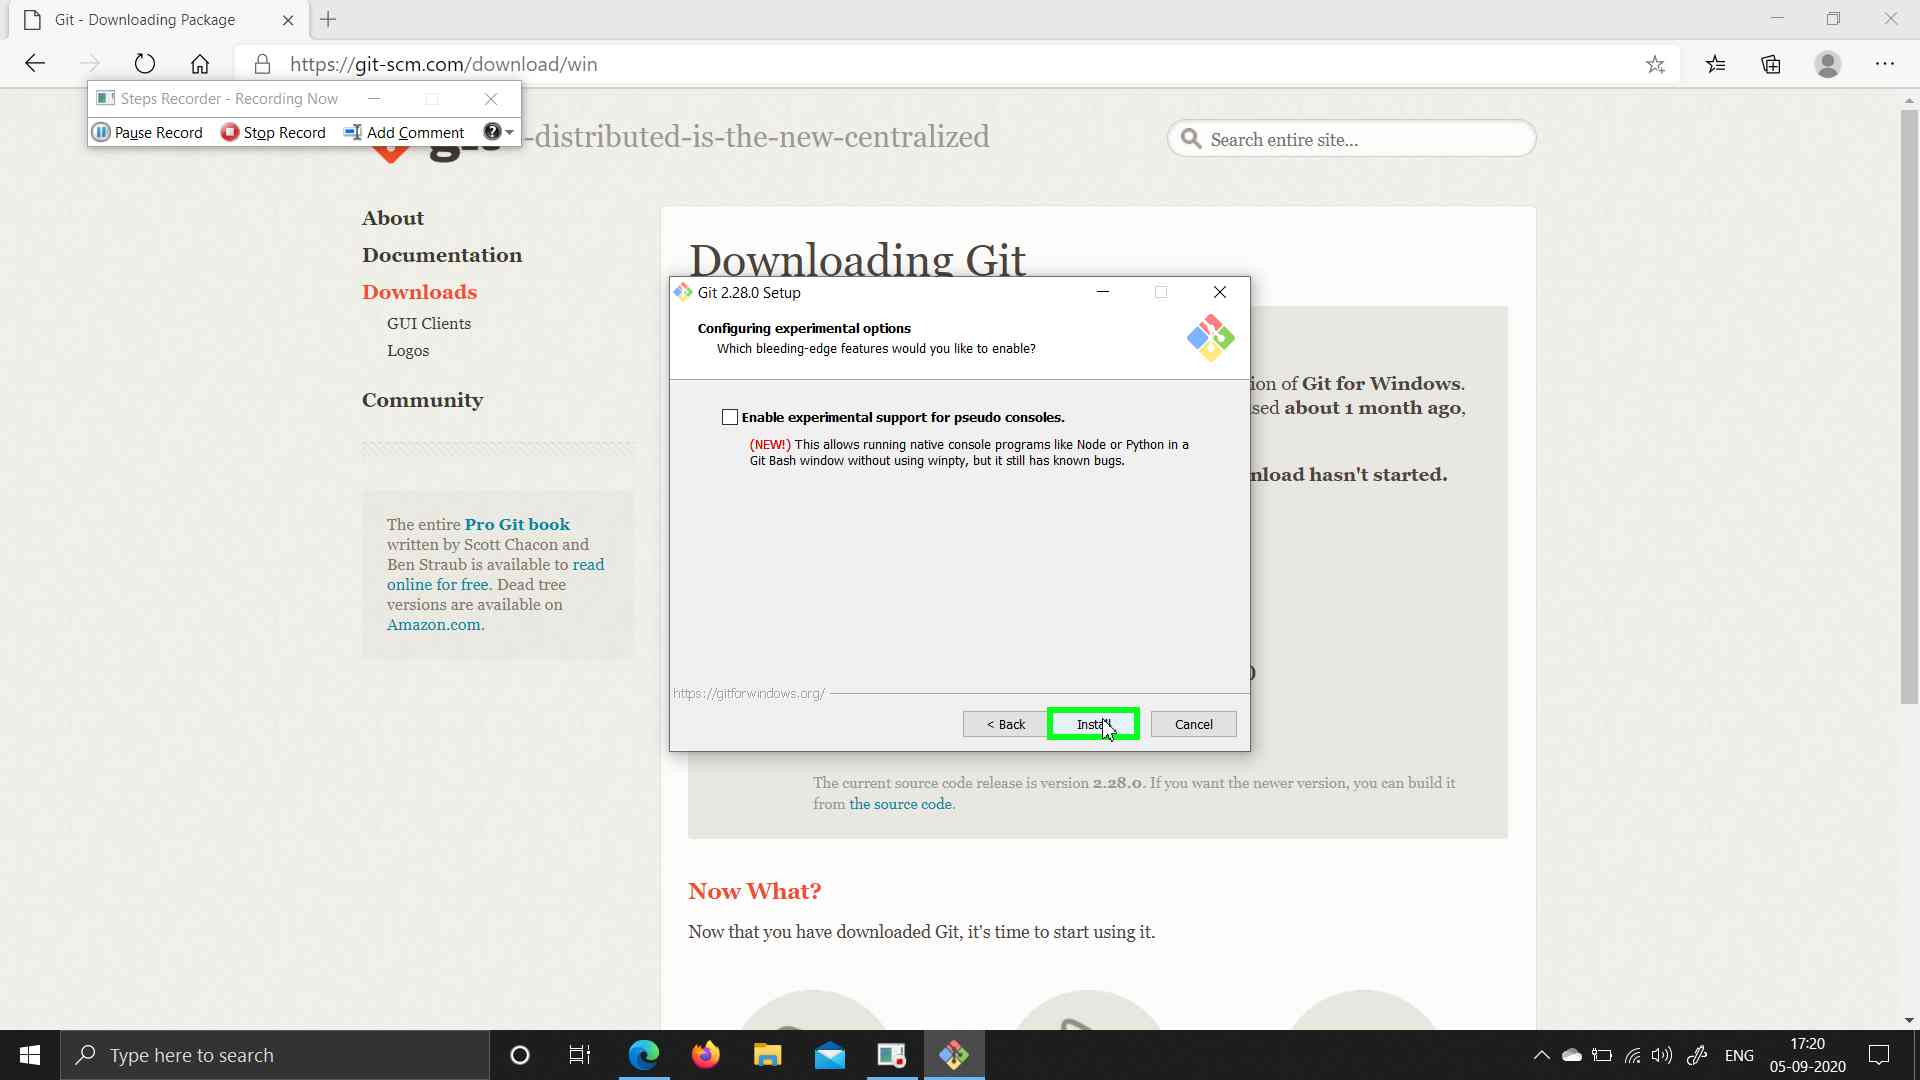 Git - Downloading Package
https://git-scm.com/download/win
Steps Recorder - Recording Now
Pause Record
Stop Record
Add Comment
-distributed-is-the-new-centralized
Search entire site...
About
Documentation
Downloads
GUI Clients
Logos
Community
The entire Pro Git book
written by Scott Chacon and
Ben Straub is available to read
online for free. Dead tree
versions are available on
Amazon.com.
Downloading Git
of Git for Windows.
about 1 month ago,
hasn't started.
Git 2.28.0 Setup
Configuring experimental options
Which bleeding-edge features would you like to enable?
Enable experimental support for pseudo consoles.
(NEW!) This allows running native console programs like Node or Python in a
Git Bash window without using winpty, but it still has known bugs.
https://gitforwindows.org/
< Back
Install
Cancel
The current source code release is version 2.28.0. If you want the newer version, you can build it
from the source code.
Now What?
Now that you have downloaded Git, it's time to start using it.
Type here to search
ENG
17:20
05-09-2020